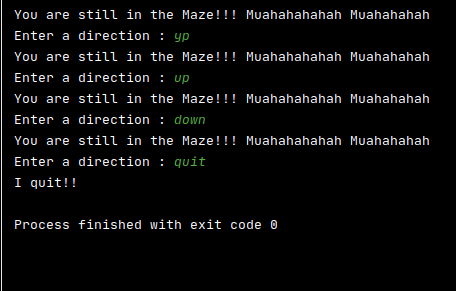 You are still in the Maze!!! Muahahahahah Muahahahah
Enter a direction : yp
You are still in the Maze!!! Muahahahahah Muahahahah
Enter a direction : up
You are still in the Maze!!! Muahahahahah Muahahahah
Enter a direction : down
You are still in the Maze!!! Muahahahahah Muahahahah
Enter a direction : quit
I quit!!
Process finished with exit code 0